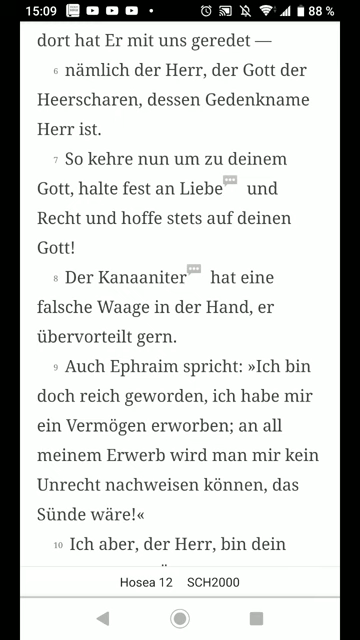 15:09 88 %
dort hat Er mit uns geredet —
6 nämlich der Herr, der Gott der
Heerscharen, dessen Gedenkname
Herr ist.
7 So kehre nun um zu deinem
Gott, halte fest an Liebe und
Recht und hoffe stets auf deinen
Gott!
8 Der Kanaaniter hat eine
falsche Waage in der Hand, er
übervorteilt gern.
9 Auch Ephraim spricht: »Ich bin
doch reich geworden, ich habe mir
ein Vermögen erworben; an all
meinem Erwerb wird man mir kein
Unrecht nachweisen können, das
Sünde wäre!«
10 Ich aber, der Herr, bin dein
Hosea 12 SCH2000